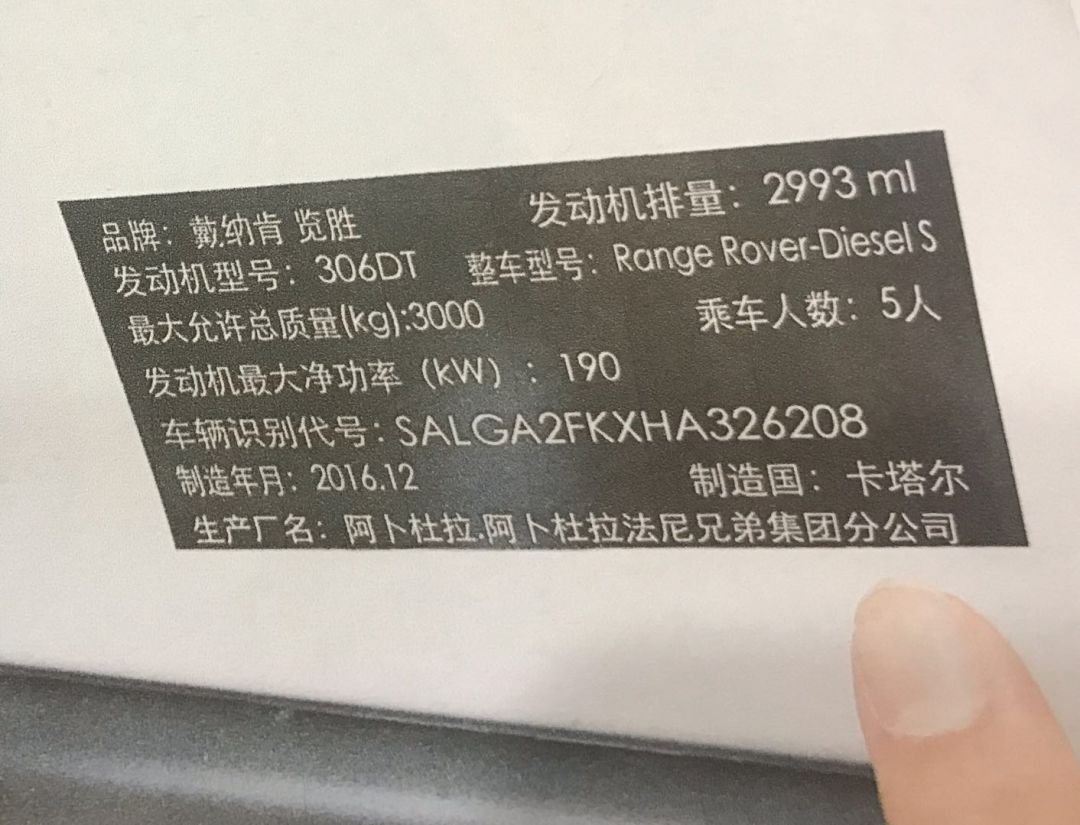 品牌：戴纳肯 览胜 发动机排量：2993 ml
发动机型号：306DT 整车型号：Range Rover-Diesel S
最大允许总质量(kg):3000 乘车人数：5人
发动机最大净功率（kW）：190
车辆识别代号：SALGA2FKXHA326208
制造年月：2016.12 制造国：卡塔尔
生产厂名：阿卜杜拉.阿卜杜拉法尼兄弟集团分公司